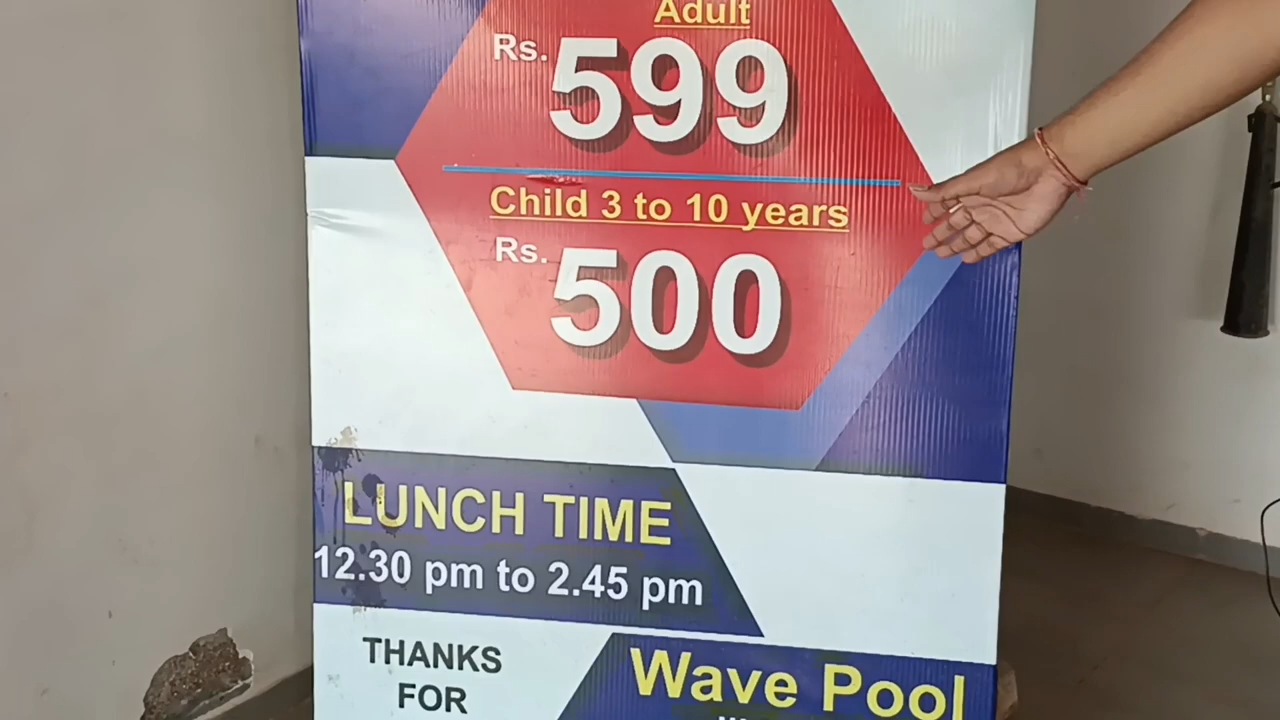 Adult
Rs. 599
Child 3 to 10 years
Rs. 500
LUNCH TIME
12.30 pm to 2.45 pm
THANKS
FOR
Wave Pool